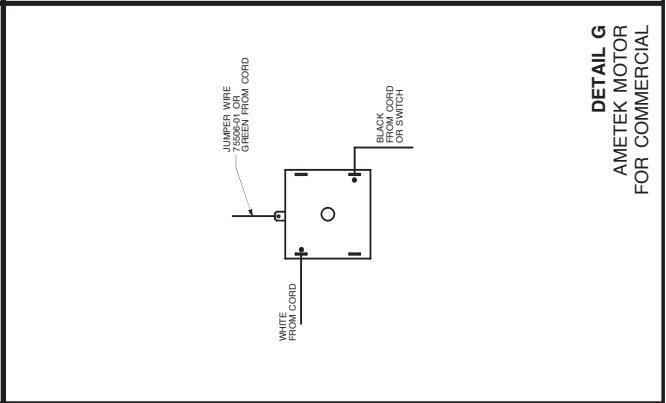 JUMPER WIRE
75506-01 OR
GREEN FROM CORD
BLACK
FROM CORD
OR SWITCH
WHITE
FROM CORD
DETAIL G
AMETEK MOTOR
FOR COMMERCIAL